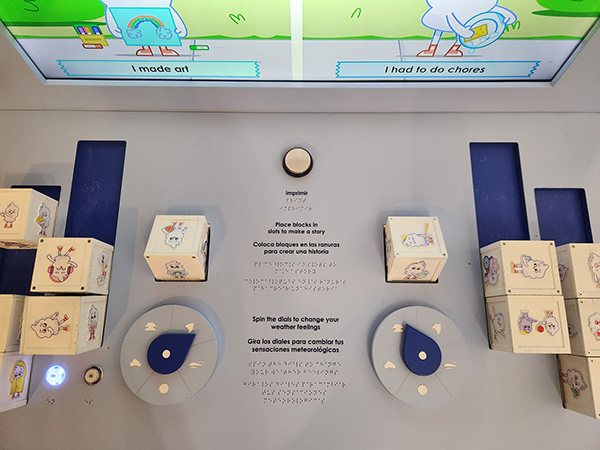 I made art
I had to do chores
imprimir
Place blocks in
slots to make a story
Coloca bloques en las ranuras
para crear una historia
Spin the dials to change your
weather feelings
Gira los diales para cambiar tus
sensaciones meteorológicas